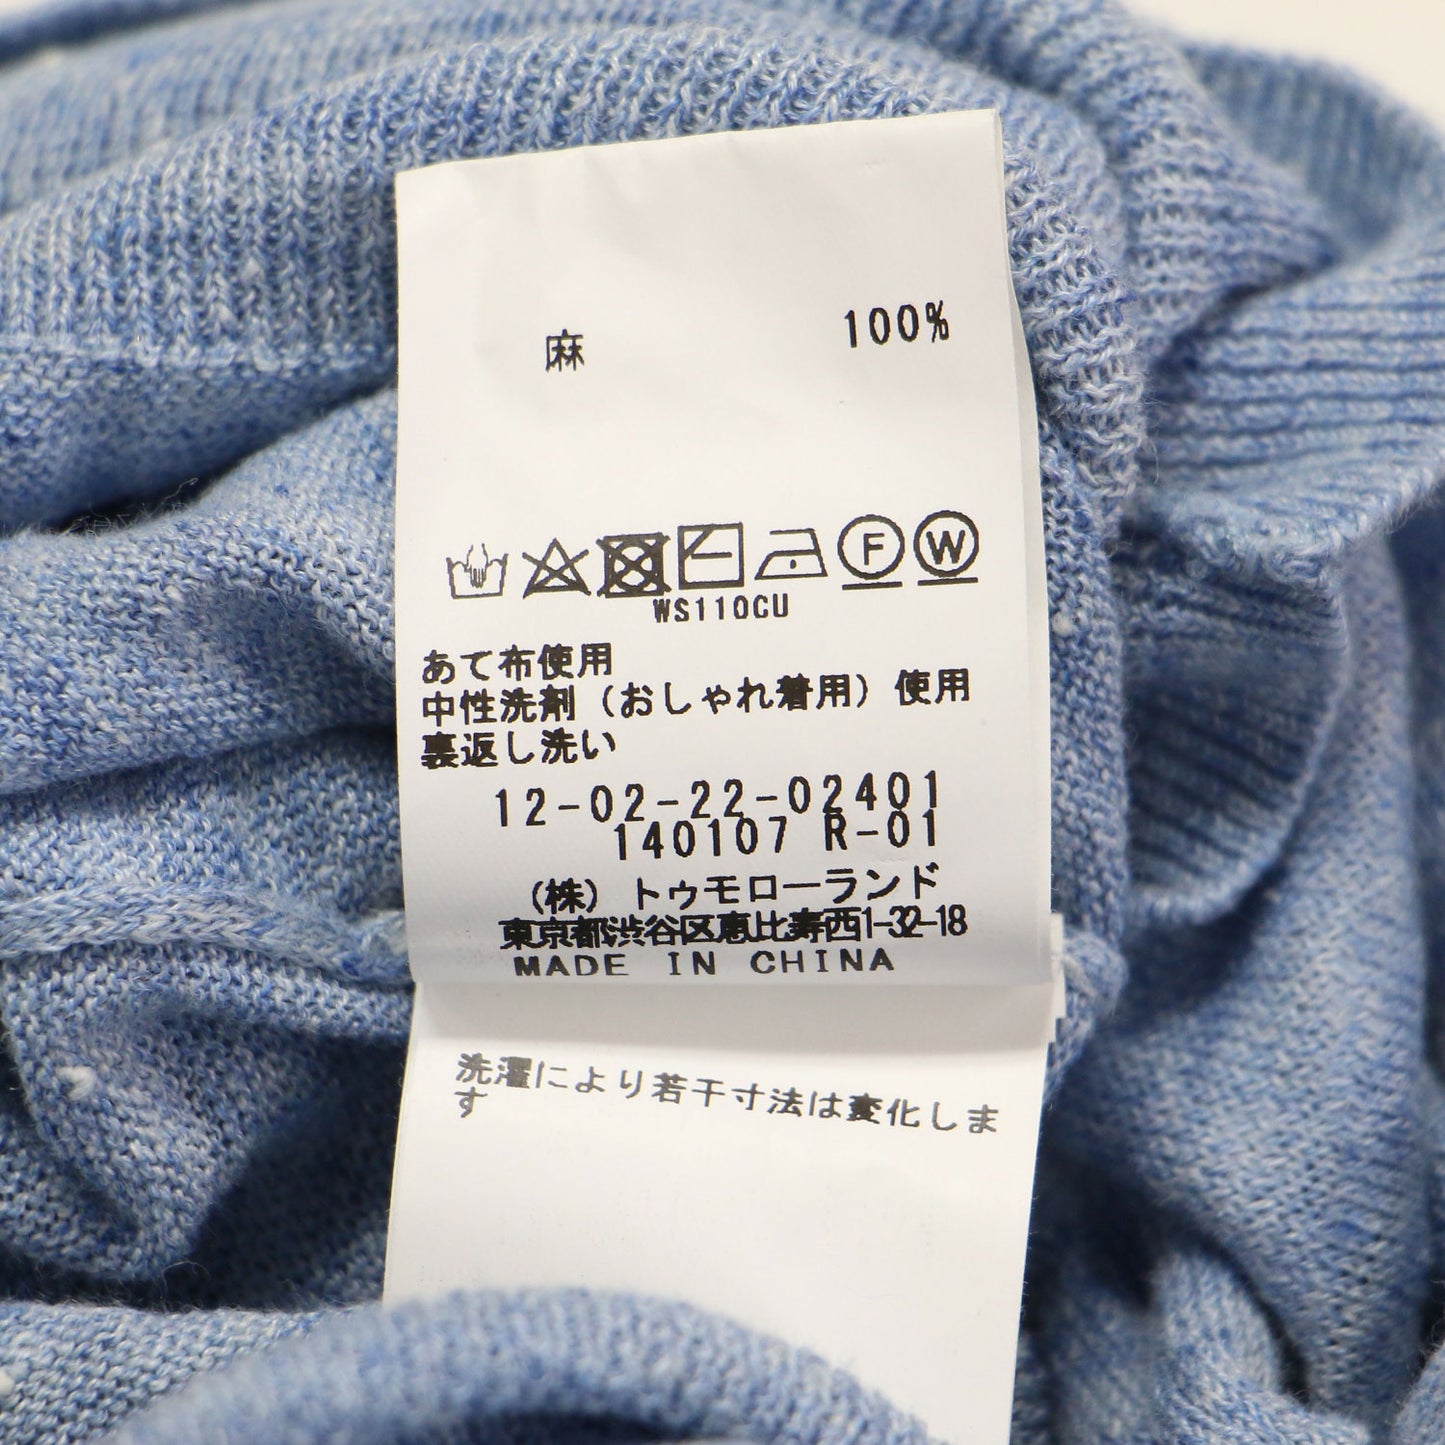 麻 100%
F W
WS110CU
あて布使用
中性洗剤（おしゃれ着用）使用
裏返し洗い
12-02-22-02401
140107 R-01
（株）トゥモローランド
東京都渋谷区恵比寿西1-32-18
MADE IN CHINA
洗濯により若干寸法は変化しま
す